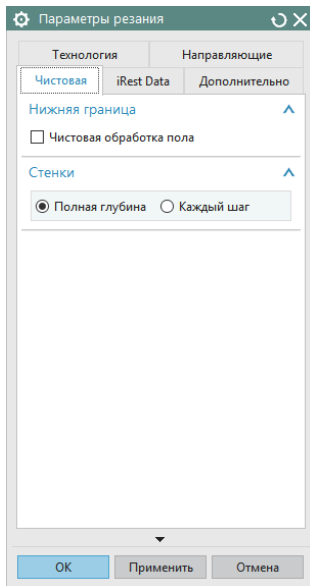 Параметры резания
Технология Направляющие
Чистовая iRest Data Дополнительно
Нижняя граница
Чистовая обработка пола
Стенки
Полная глубина Каждый шаг
OK Применить Отмена